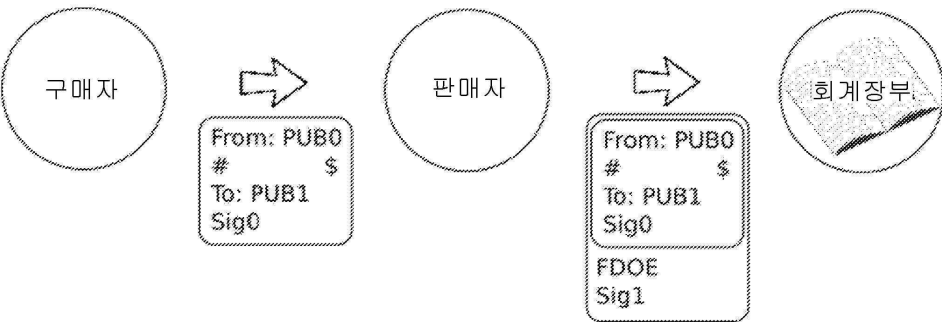 구매자
판매자
회계장부.
From: PUB0
# $
To: PUB1
Sig0
From: PUB0
# $
To: PUB1
Sig0
FDOE
Sig1